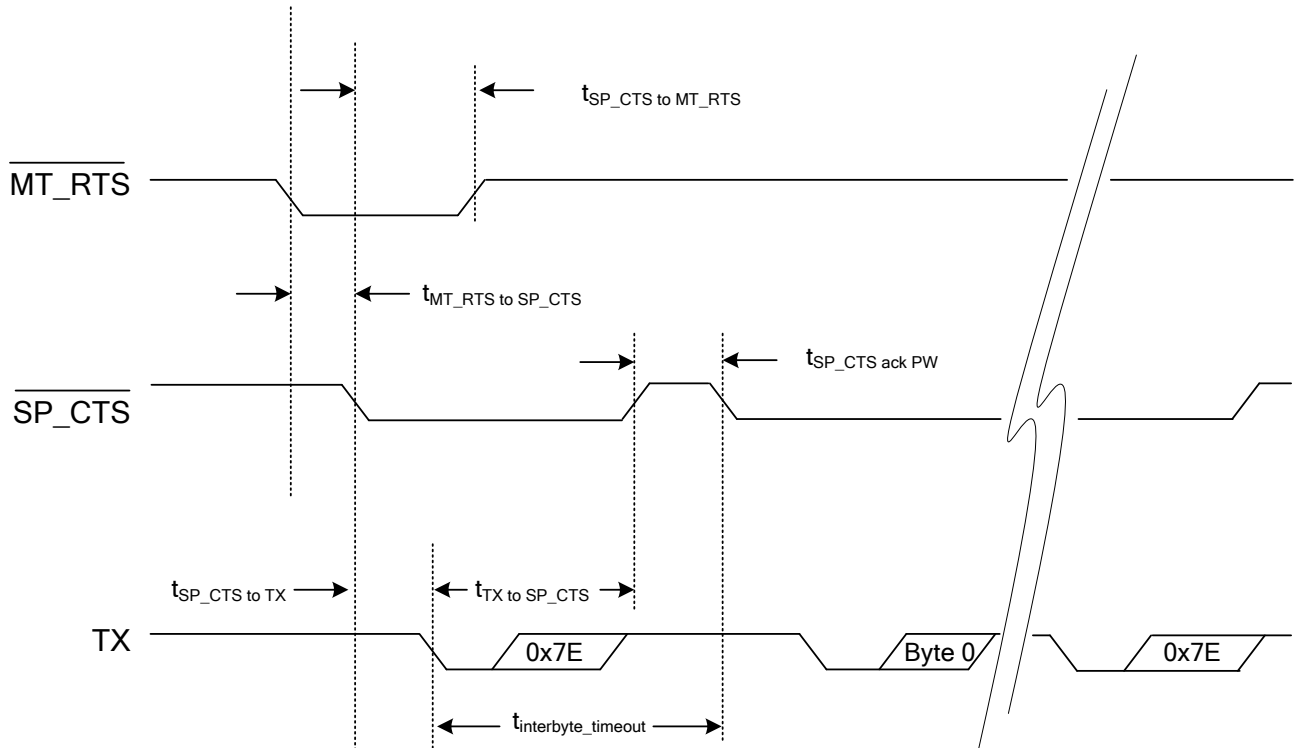 tSP_CTS to MT_RTS
MT_RTS
tMT_RTS to SP_CTS
tSP_CTS ack PW
SP_CTS
tSP_CTS to TX
tTX to SP_CTS
TX
0x7E
Byte 0
0x7E
tinterbyte_timeout